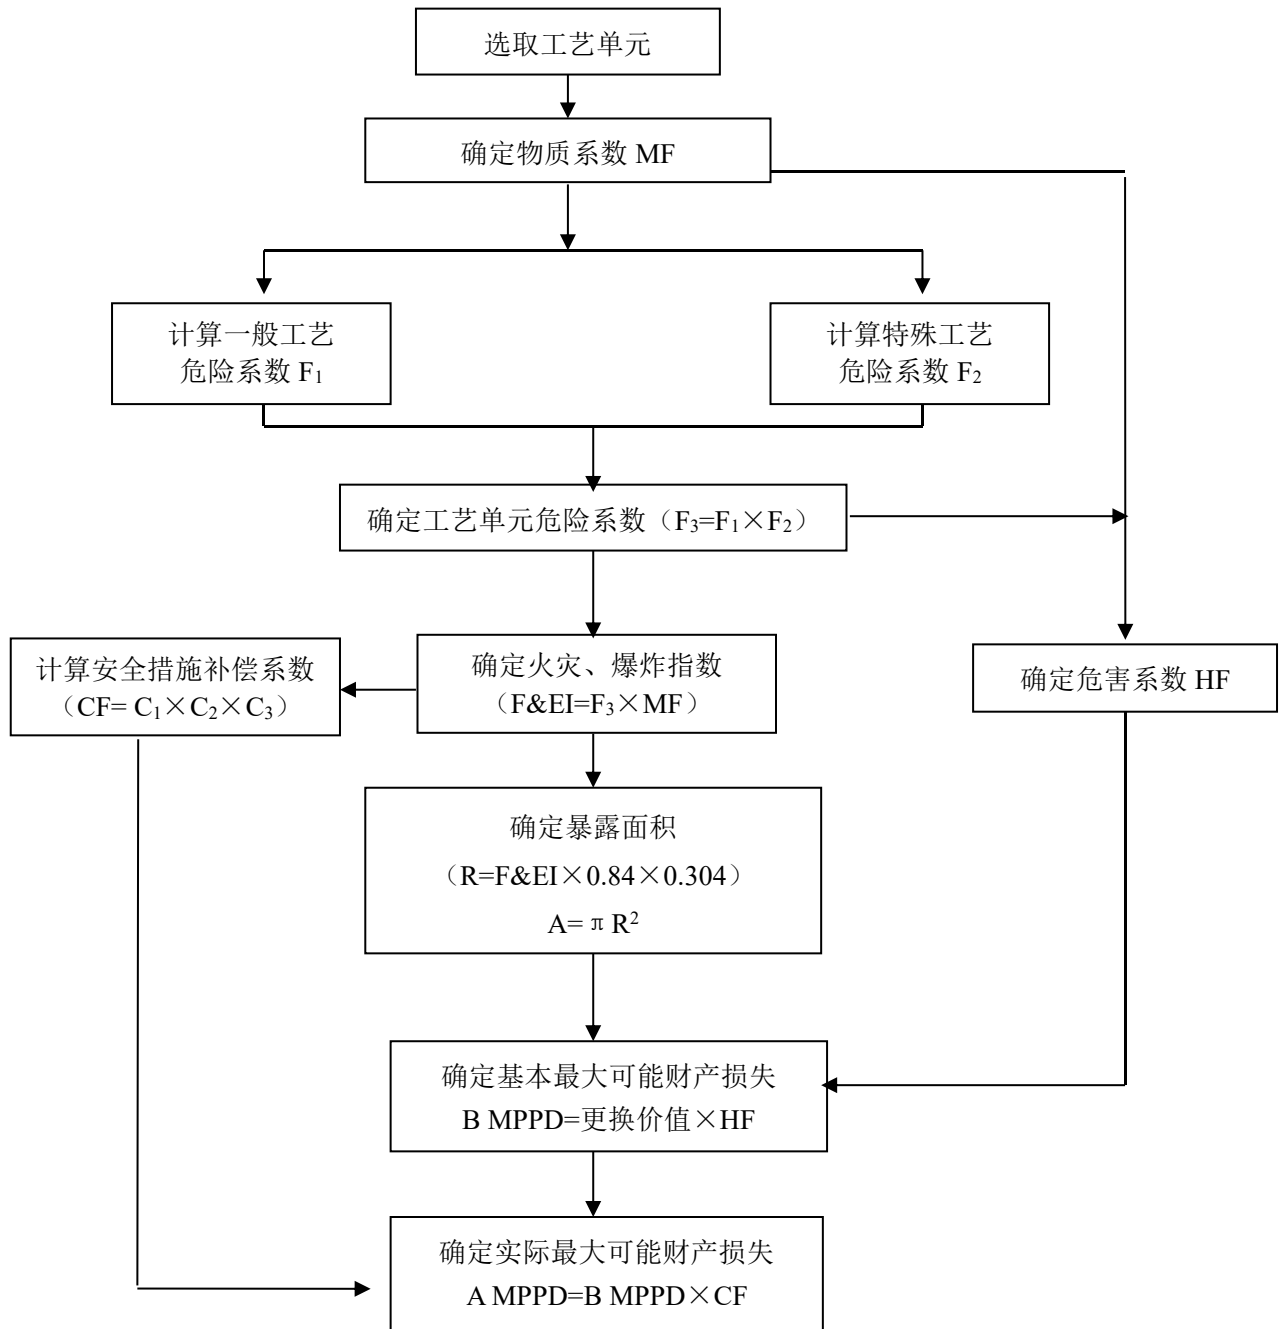 选取工艺单元
确定物质系数 MF
计算一般工艺
危险系数 F₁
计算特殊工艺
危险系数 F₂
确定工艺单元危险系数（F₃=F₁×F₂）
计算安全措施补偿系数
（CF= C₁×C₂×C₃）
确定火灾、爆炸指数
（F&EI=F₃×MF）
确定危害系数 HF
确定暴露面积
（R=F&EI×0.84×0.304）
A= π R²
确定基本最大可能财产损失
B MPPD=更换价值×HF
确定实际最大可能财产损失
A MPPD=B MPPD×CF